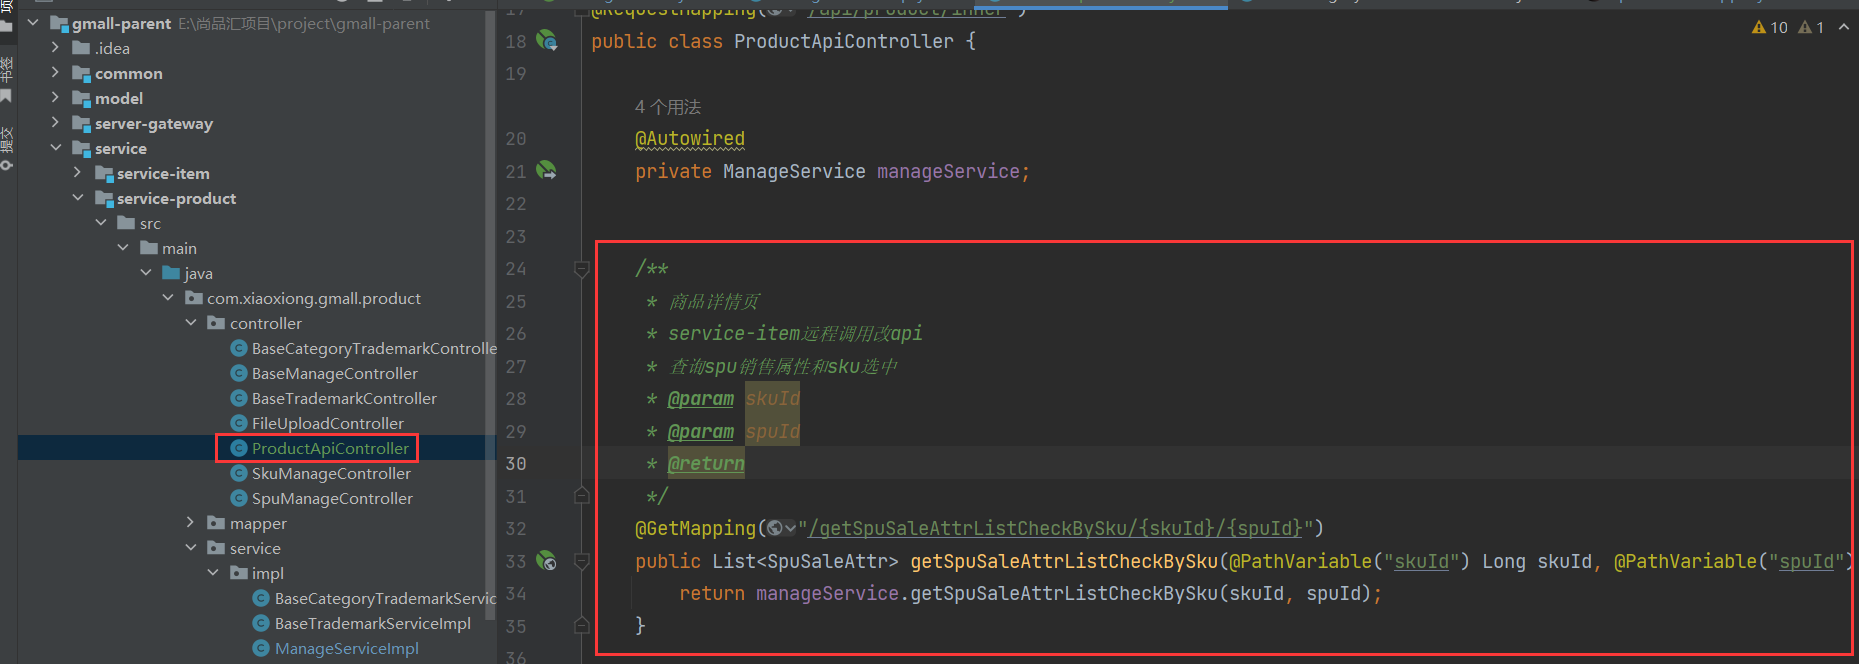 gmall-parent E:\尚品汇项目\project\gmall-parent
.idea
common
model
server-gateway
service
service-item
service-product
src
main
java
com.xiaoxiong.gmall.product
controller
BaseCategoryTrademarkControlle
BaseManageController
BaseTrademarkController
FileUploadController
ProductApiController
SkuManageController
SpuManageController
mapper
service
impl
BaseCategoryTrademarkServic
BaseTrademarkServiceImpl
ManageServiceImpl
书签
提交
17 @RequestMapping("/api/product/inner")
10 1
18 public class ProductApiController {
19
4 个用法
20 @Autowired
21 private ManageService manageService;
22
23
24 /**
25 * 商品详情页
26 * service-item远程调用改api
27 * 查询spu销售属性和sku选中
28 * @param skuId
29 * @param spuId
30 * @return
31 */
32 @GetMapping("/getSpuSaleAttrListCheckBySku/{skuId}/{spuId}")
33 public List<SpuSaleAttr> getSpuSaleAttrListCheckBySku(@PathVariable("skuId") Long skuId, @PathVariable("spuId")
34 return manageService.getSpuSaleAttrListCheckBySku(skuId, spuId);
35 }
36